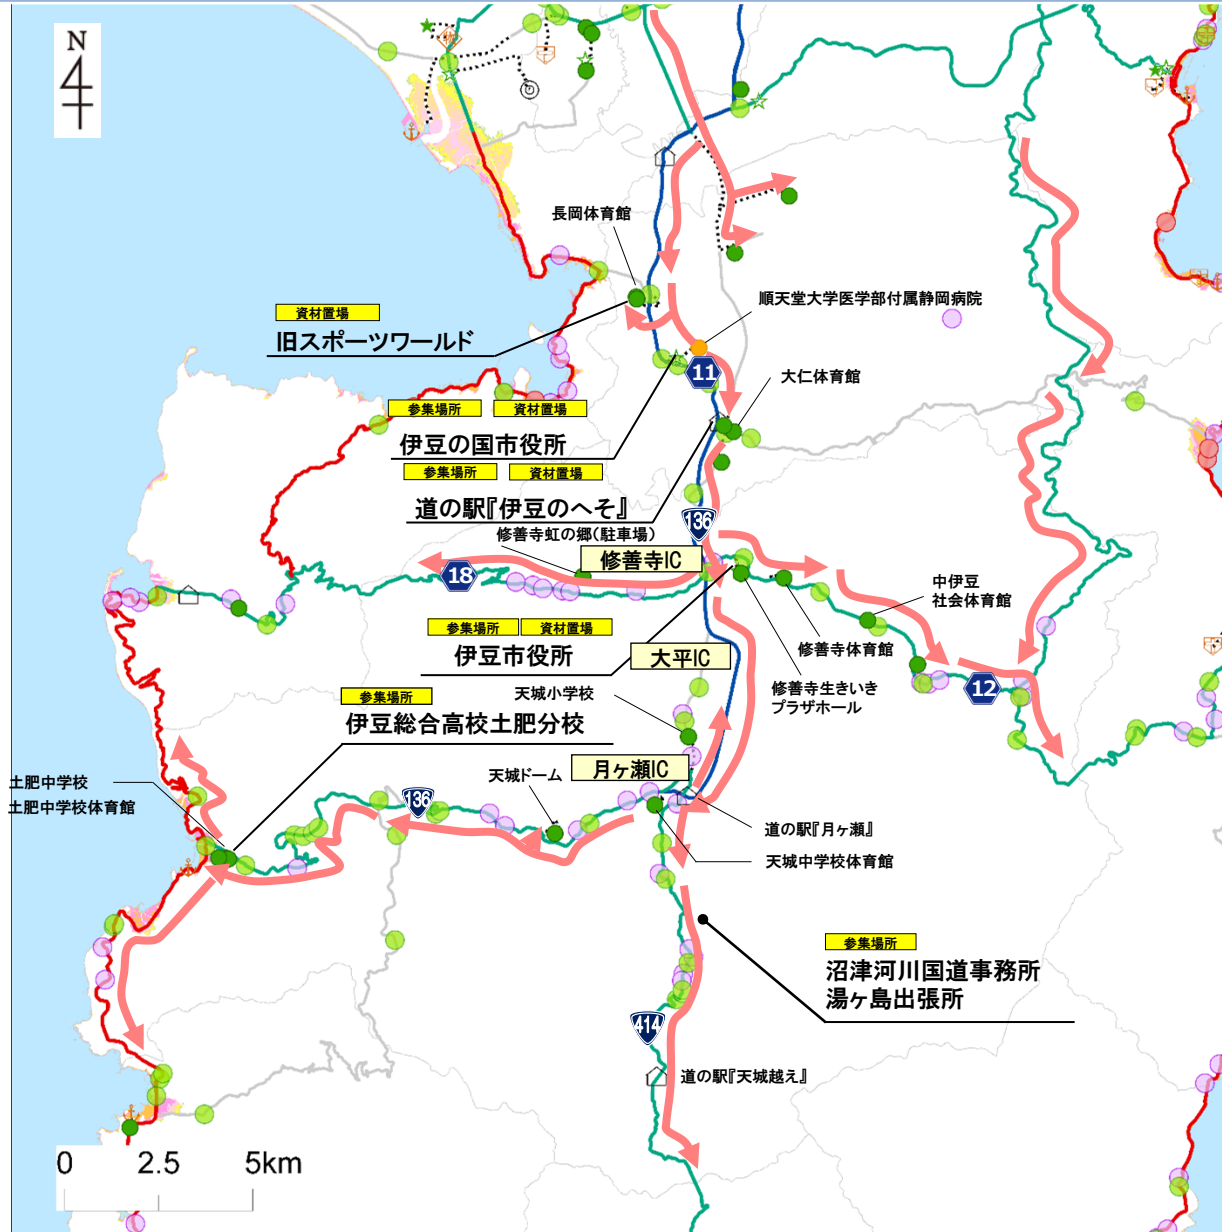 N
物
長岡体育館
資材置場
旧スポーツワールド
順天堂大学医学部付属静岡病院
11
大仁体育館
参集場所
資材置場
伊豆の国市役所
参集場所
資材置場
道の駅『伊豆のへそ』
136
修善寺虹の郷(駐車場)
修善寺IC
18
中伊豆
社会体育館
参集場所
資材置場
伊豆市役所
大平IC
修善寺体育館
修善寺生きいき
プラザホール
12
参集場所
伊豆総合高校土肥分校
天城小学校
月ヶ瀬IC
天城ドーム
土肥中学校
土肥中学校体育館
136
道の駅『月ヶ瀬』
天城中学校体育館
参集場所
沼津河川国道事務所
湯ヶ島出張所
414
道の駅『天城越え』
0 2.5 5km